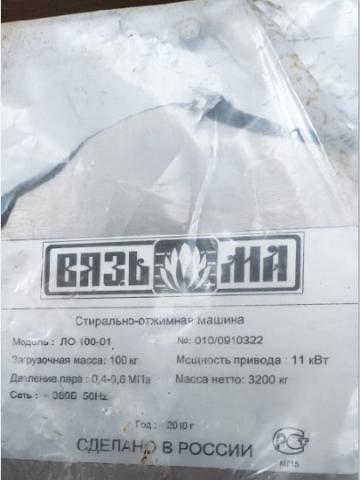 ВЯЗЬМА
Стирально-отжимная машина
Модель : ЛО-100-01 №: 010/0910322
Загрузочная масса: 100 кг Мощность привода : 11 кВт
Давление пара : 0,4-0,6 МПа Масса нетто: 3200 кг
Сеть : ~ 380В 50Hz
Год : 2010 г
СДЕЛАНО В РОССИИ